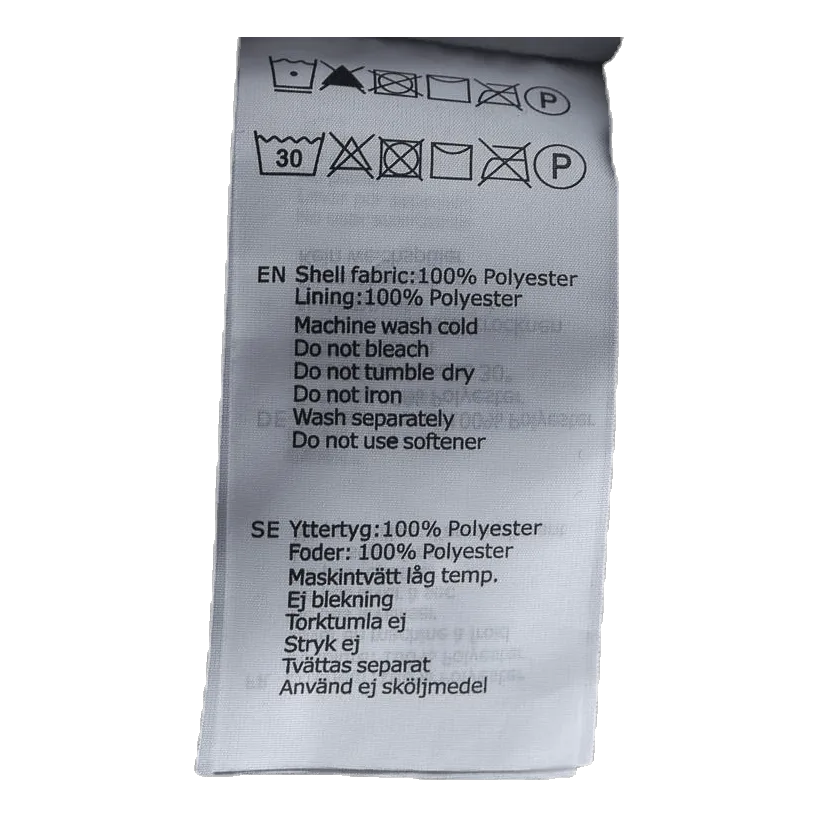 P
30 P
EN Shell fabric:100% Polyester
Lining:100% Polyester
Machine wash cold
Do not bleach
Do not tumble dry
Do not iron
Wash separately
Do not use softener
SE Yttertyg:100% Polyester
Foder: 100% Polyester
Maskintvätt låg temp.
Ej blekning
Torktumla ej
Stryk ej
Tvättas separat
Använd ej sköljmedel